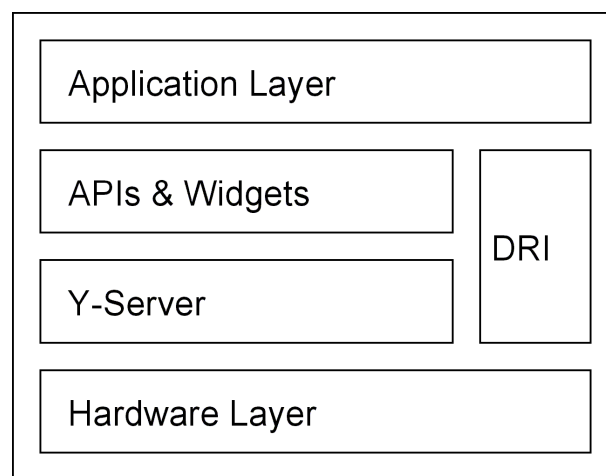 Application Layer
APIs & Widgets
DRI
Y-Server
Hardware Layer